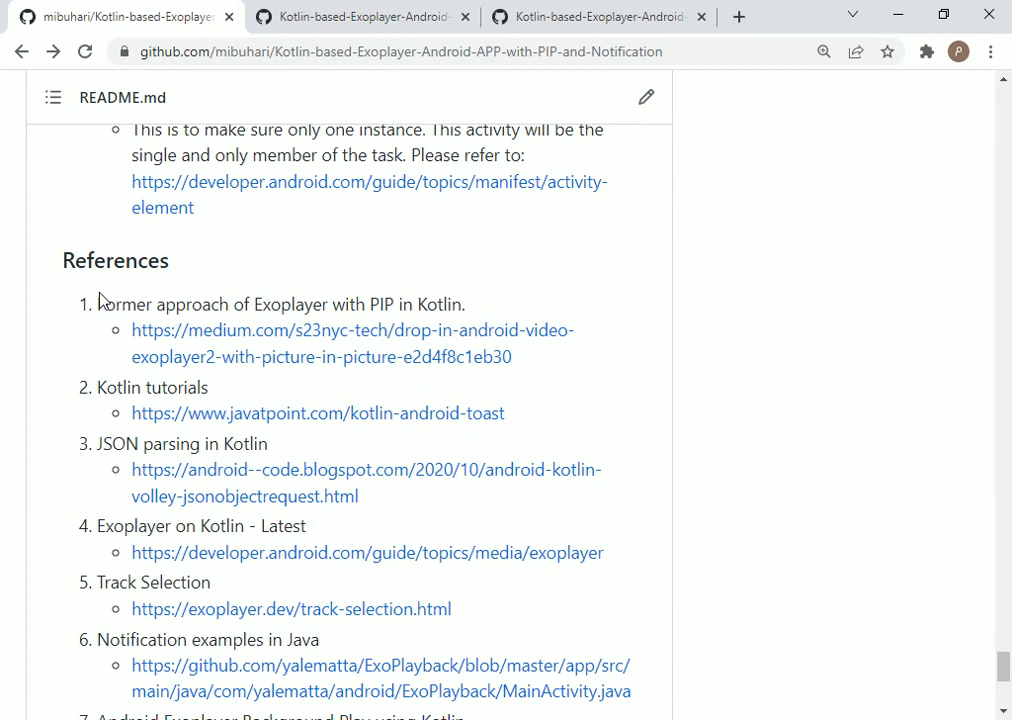 mibuhari/Kotlin-based-Exoplayer
Kotlin-based-Exoplayer-Android-
Kotlin-based-Exoplayer-Android-
github.com/mibuhari/Kotlin-based-Exoplayer-Android-APP-with-PIP-and-Notification
P
README.md
This is to make sure only one instance. This activity will be the
single and only member of the task. Please refer to:
https://developer.android.com/guide/topics/manifest/activity-
element
References
1. Former approach of Exoplayer with PIP in Kotlin.
https://medium.com/s23nyc-tech/drop-in-android-video-
exoplayer2-with-picture-in-picture-e2d4f8c1eb30
2. Kotlin tutorials
https://www.javatpoint.com/kotlin-android-toast
3. JSON parsing in Kotlin
https://android--code.blogspot.com/2020/10/android-kotlin-
volley-jsonobjectrequest.html
4. Exoplayer on Kotlin - Latest
https://developer.android.com/guide/topics/media/exoplayer
5. Track Selection
https://exoplayer.dev/track-selection.html
6. Notification examples in Java
https://github.com/yalematta/ExoPlayback/blob/master/app/src/
main/java/com/yalematta/android/ExoPlayback/MainActivity.java
7. Android Exoplayer Background Play using Kotlin